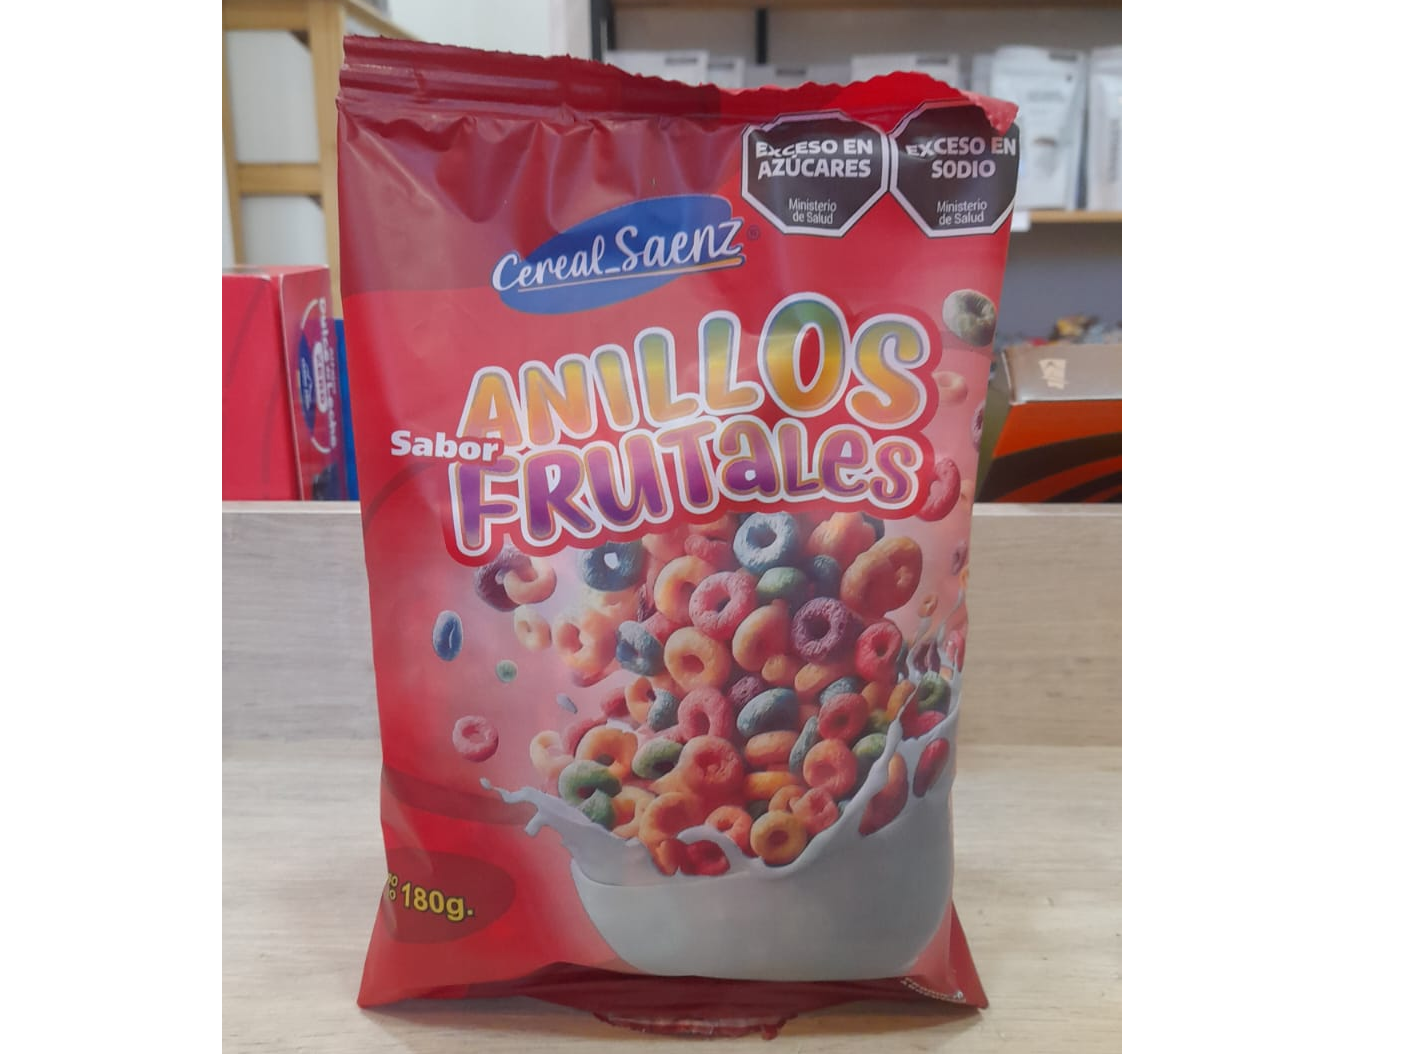 EXCESO EN
AZÚCARES
Ministerio
de Salud
EXCESO EN
SODIO
Ministerio
de Salud
Cereal Saenz®
ANILLOS
Sabor
FRUTALES
180g.